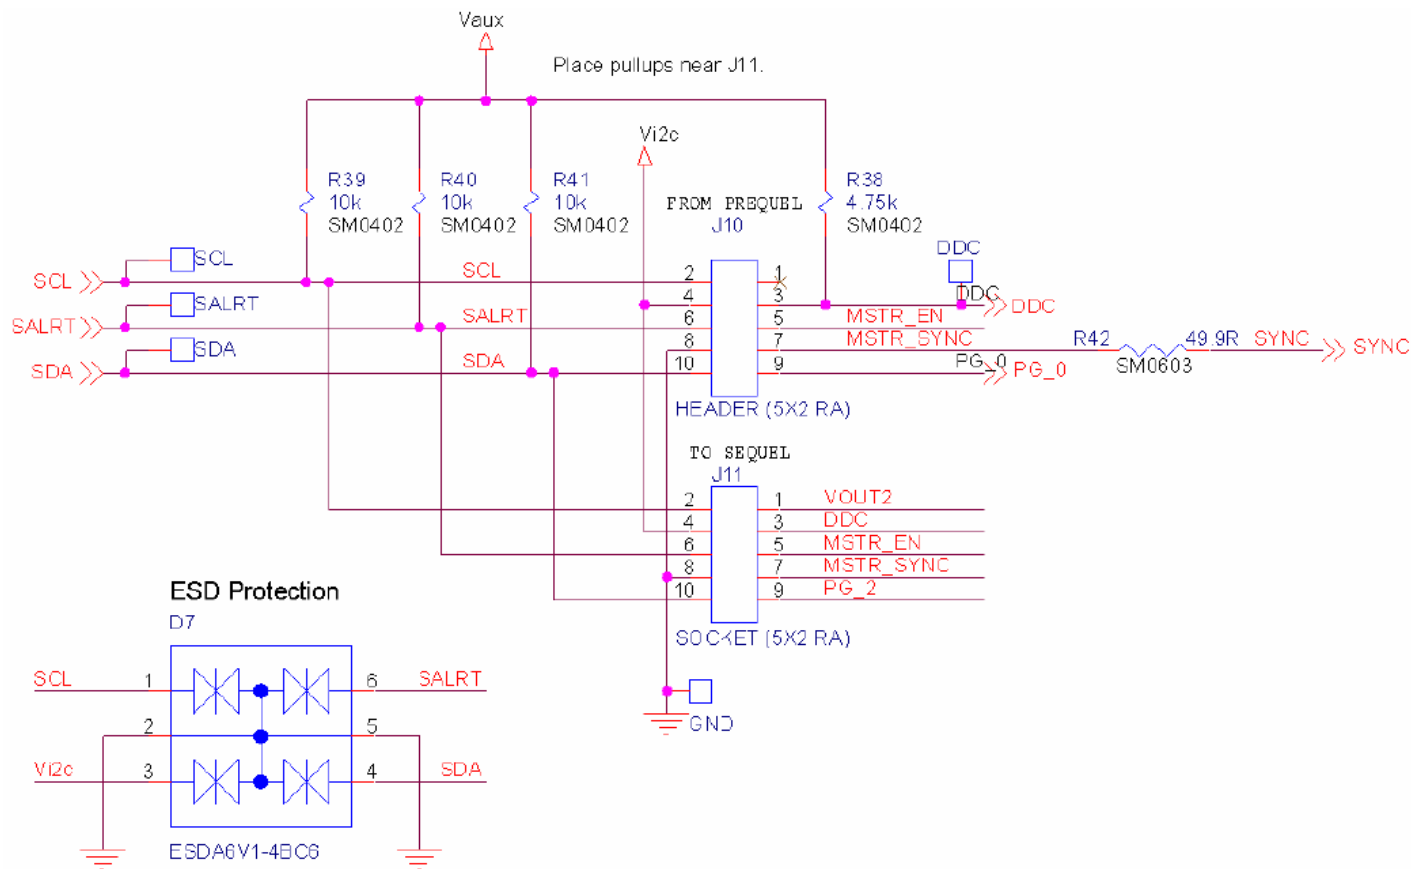 Vaux
Place pullups near J11.
Vi2c
R39
10k
SM0402
R40
10k
SM0402
R41
10k
SM0402
R38
4.75k
SM0402
FROM PREQUEL
J10
SCL
SCL
SCL
2
1
DDC
DDC
DDC
4
3
SALRT
SALRT
SALRT
6
5
MSTR_EN
8
7
MSTR_SYNC
R42
49.9R
SM0603
SYNC
SYNC
SDA
SDA
SDA
10
9
PG_0
PG_0
HEADER (5X2 RA)
TO SEQUEL
J11
2
1
VOUT2
4
3
DDC
6
5
MSTR_EN
8
7
MSTR_SYNC
10
9
PG_2
SOCKET (5X2 RA)
GND
ESD Protection
D7
SCL
1
6
SALRT
2
5
Vi2c
3
4
SDA
ESDA6V1-4BC6